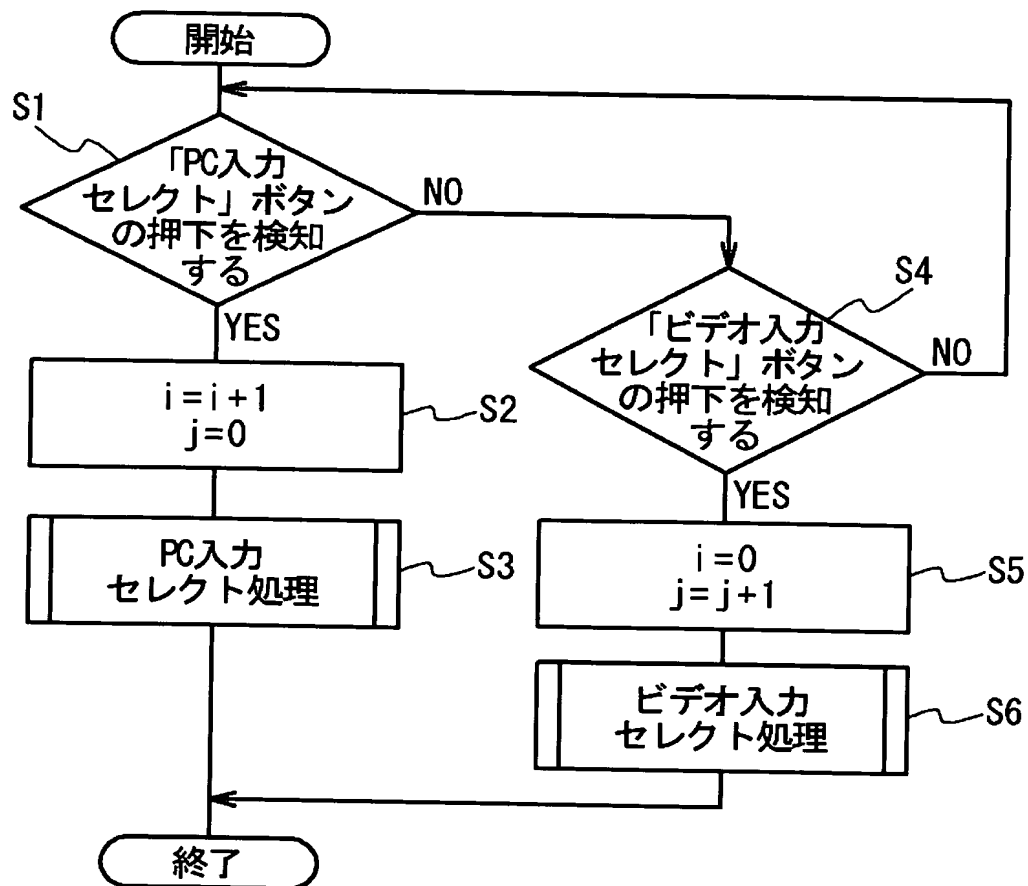 開始
S1
「PC入力
セレクト」ボタン
の押下を検知
する
NO
YES
S4
「ビデオ入力
セレクト」ボタン
の押下を検知
する
NO
YES
i=i+1
j=0
S2
PC入力
セレクト処理
S3
i=0
j=j+1
S5
ビデオ入力
セレクト処理
S6
終了